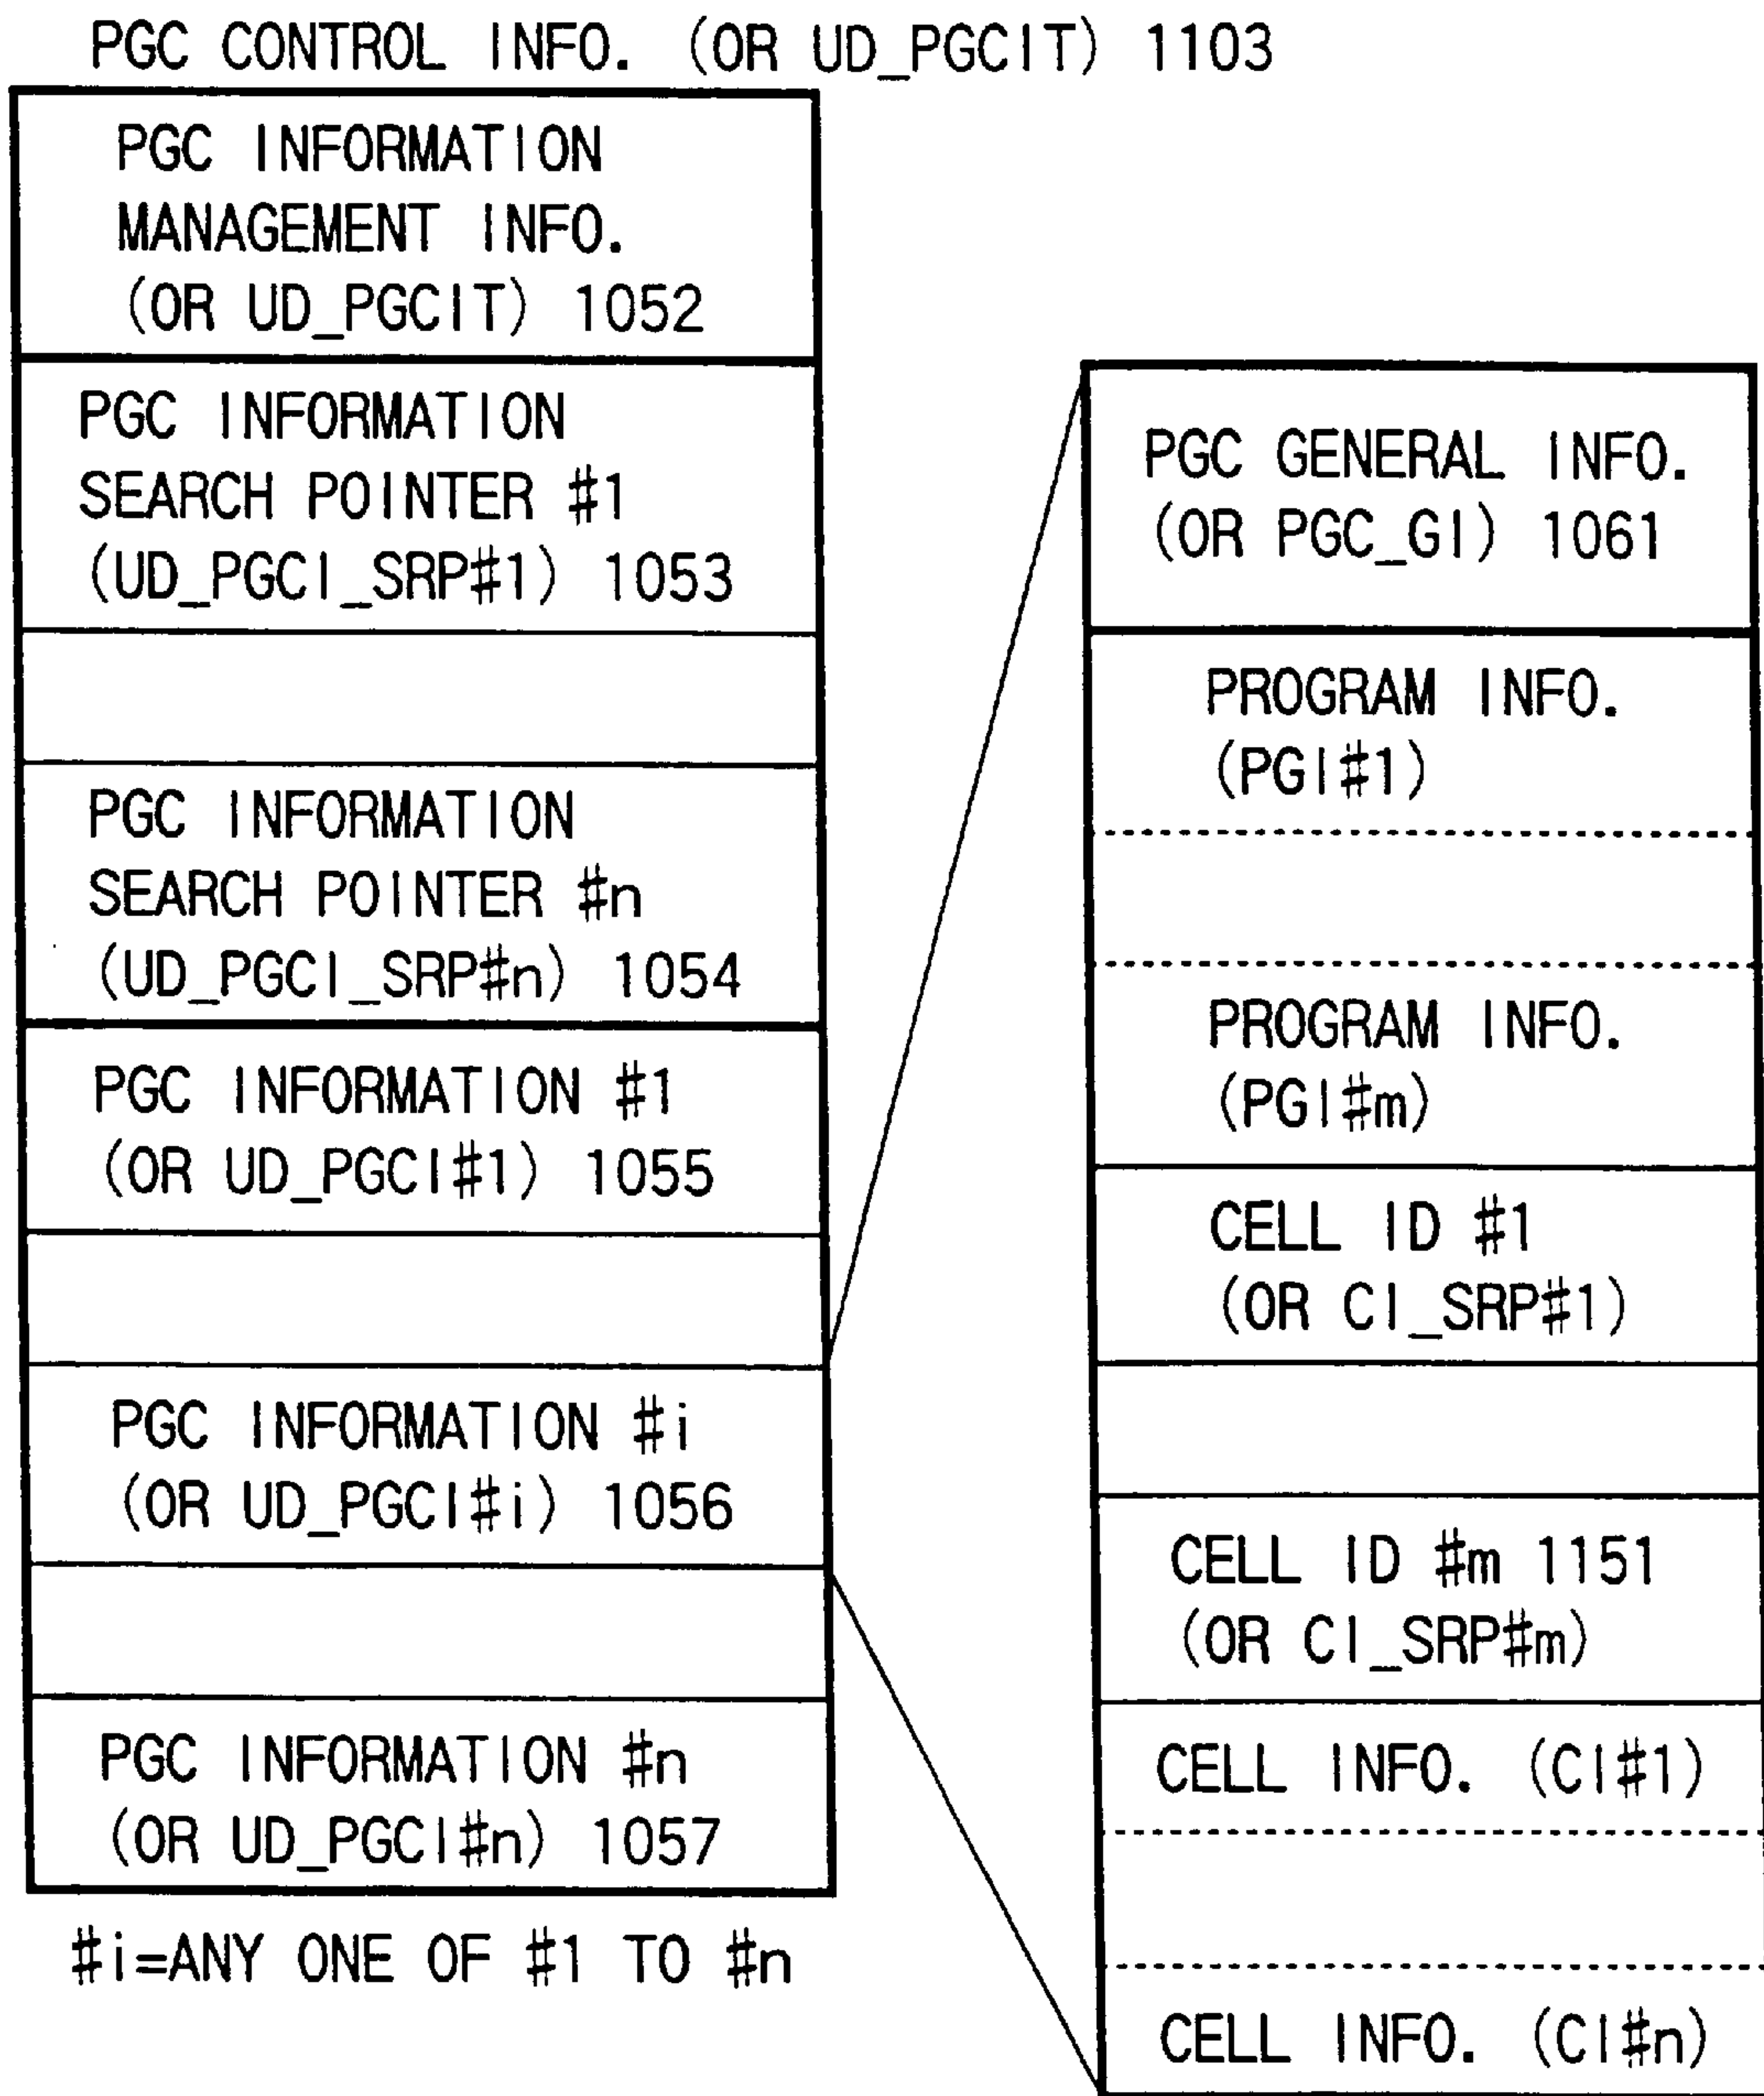 PGC CONTROL INFO. (OR UD_PGCIT) 1103
PGC INFORMATION
MANAGEMENT INFO.
(OR UD_PGCIT) 1052
PGC INFORMATION
SEARCH POINTER #1
(UD_PGCI_SRP#1) 1053
PGC INFORMATION
SEARCH POINTER #n
(UD_PGCI_SRP#n) 1054
PGC INFORMATION #1
(OR UD_PGCI#1) 1055
PGC INFORMATION #i
(OR UD_PGCI#i) 1056
PGC INFORMATION #n
(OR UD_PGCI#n) 1057
#i=ANY ONE OF #1 TO #n
PGC GENERAL INFO.
(OR PGC_GI) 1061
PROGRAM INFO.
(PGI#1)
PROGRAM INFO.
(PGI#m)
CELL ID #1
(OR CI_SRP#1)
CELL ID #m 1151
(OR CI_SRP#m)
CELL INFO. (CI#1)
CELL INFO. (CI#n)